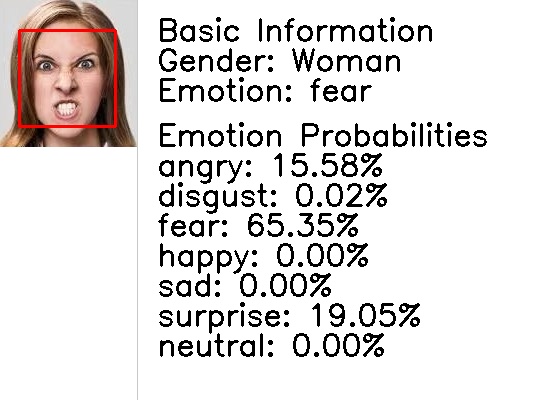 Basic Information
Gender: Woman
Emotion: fear
Emotion Probabilities
angry: 15.58%
disgust: 0.02%
fear: 65.35%
happy: 0.00%
sad: 0.00%
surprise: 19.05%
neutral: 0.00%